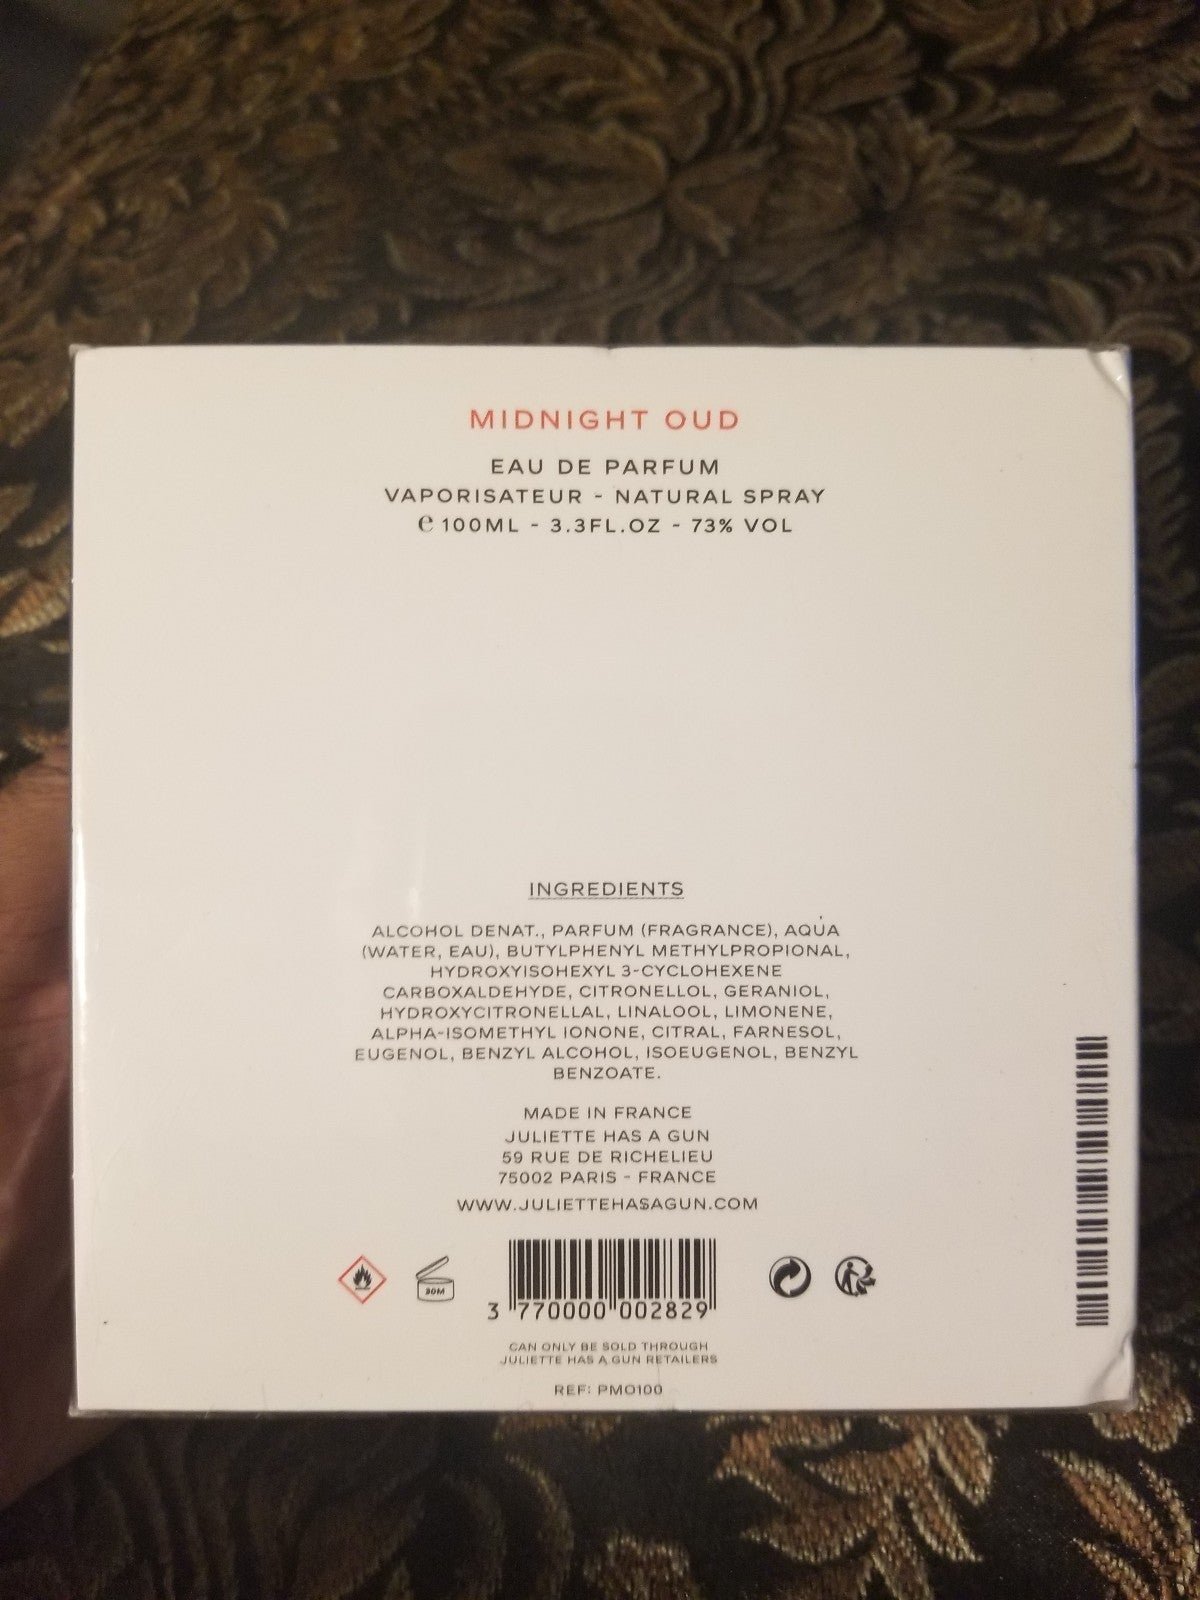 MIDNIGHT OUD
EAU DE PARFUM
VAPORISATEUR - NATURAL SPRAY
℮ 100ML - 3.3FL.OZ - 73% VOL
INGREDIENTS
ALCOHOL DENAT., PARFUM (FRAGRANCE), AQUA
(WATER, EAU), BUTYLPHENYL METHYLPROPIONAL,
HYDROXYISOHEXYL 3-CYCLOHEXENE
CARBOXALDEHYDE, CITRONELLOL, GERANIOL,
HYDROXYCITRONELLAL, LINALOOL, LIMONENE,
ALPHA-ISOMETHYL IONONE, CITRAL, FARNESOL,
EUGENOL, BENZYL ALCOHOL, ISOEUGENOL, BENZYL
BENZOATE.
MADE IN FRANCE
JULIETTE HAS A GUN
59 RUE DE RICHELIEU
75002 PARIS - FRANCE
WWW.JULIETTEHASAGUN.COM
30M
3 770000 002829
CAN ONLY BE SOLD THROUGH
JULIETTE HAS A GUN RETAILERS
REF: PMO100